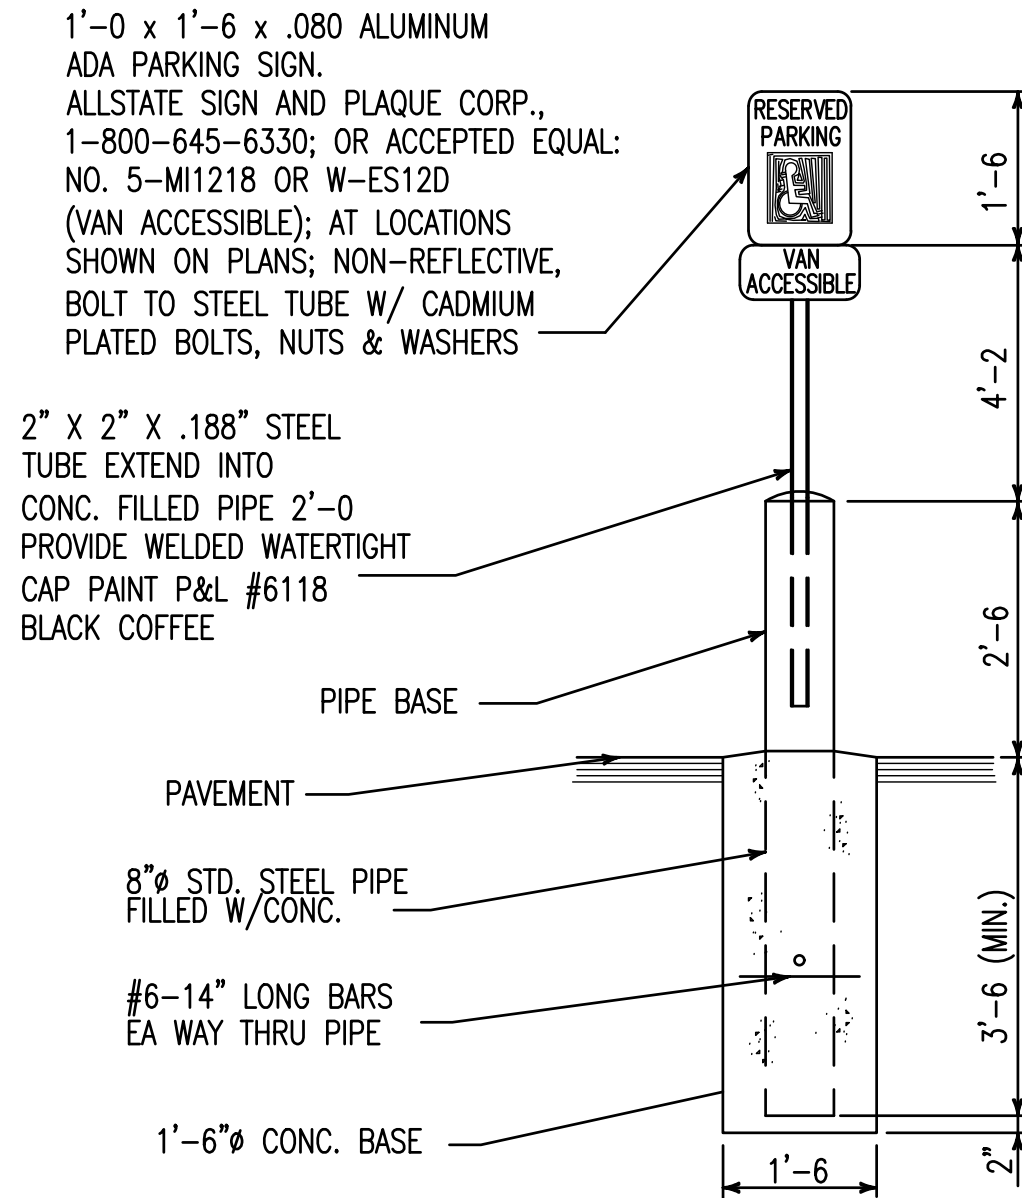 1'-0 x 1'-6 x .080 ALUMINUM
ADA PARKING SIGN.
ALLSTATE SIGN AND PLAQUE CORP.,
1-800-645-6330; OR ACCEPTED EQUAL:
NO. 5-MI1218 OR W-ES12D
(VAN ACCESSIBLE); AT LOCATIONS
SHOWN ON PLANS; NON-REFLECTIVE,
BOLT TO STEEL TUBE W/ CADMIUM
PLATED BOLTS, NUTS & WASHERS
RESERVED
PARKING
VAN
ACCESSIBLE
1'-6
4'-2
2" X 2" X .188" STEEL
TUBE EXTEND INTO
CONC. FILLED PIPE 2'-0
PROVIDE WELDED WATERTIGHT
CAP PAINT P&L #6118
BLACK COFFEE
2'-6
PIPE BASE
PAVEMENT
8"ø STD. STEEL PIPE
FILLED W/CONC.
#6-14" LONG BARS
EA WAY THRU PIPE
3'-6 (MIN.)
1'-6"ø CONC. BASE
1'-6
2"